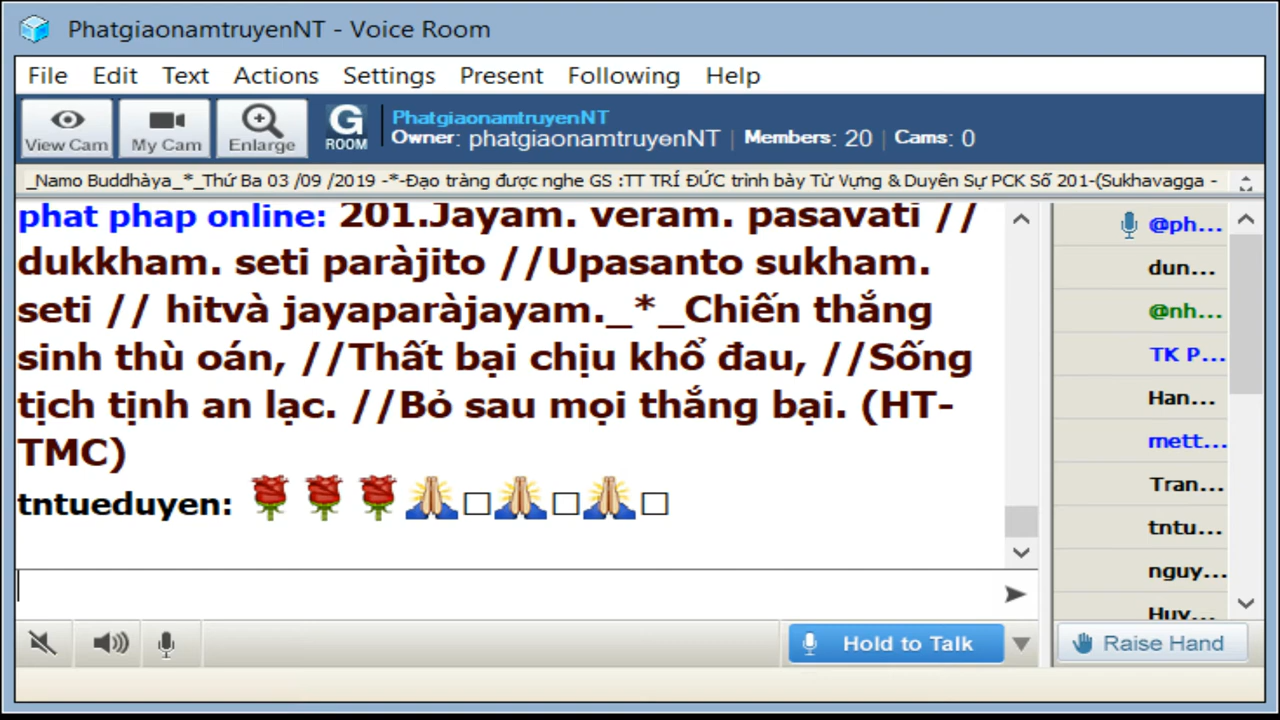 PhatgiaonamtruyenNT - Voice Room
File Edit Text Actions Settings Present Following Help
View Cam My Cam Enlarge G ROOM
PhatgiaonamtruyenNT
Owner: phatgiaonamtruyenNT | Members: 20 | Cams: 0
_Namo Buddhàya_*_Thứ Ba 03 /09 /2019 -*-Đạo tràng được nghe GS :TT TRÍ ĐỨC trình bày Từ Vựng & Duyên Sự PCK Số 201-(Sukhavagga -
phat phap online: 201.Jayam. veram. pasavati //
dukkham. seti paràjito //Upasanto sukham.
seti // hitvà jayaparàjayam._*_Chiến thắng
sinh thù oán, //Thất bại chịu khổ đau, //Sống
tịch tịnh an lạc. //Bỏ sau mọi thắng bại. (HT-
TMC)
tntueduyen: 🌹🌹🌹🙏□🙏□🙏□
@ph...
dun...
@nh...
TK P...
Han...
mett...
Tran...
tntu...
nguy...
Huy...
Hold to Talk
Raise Hand